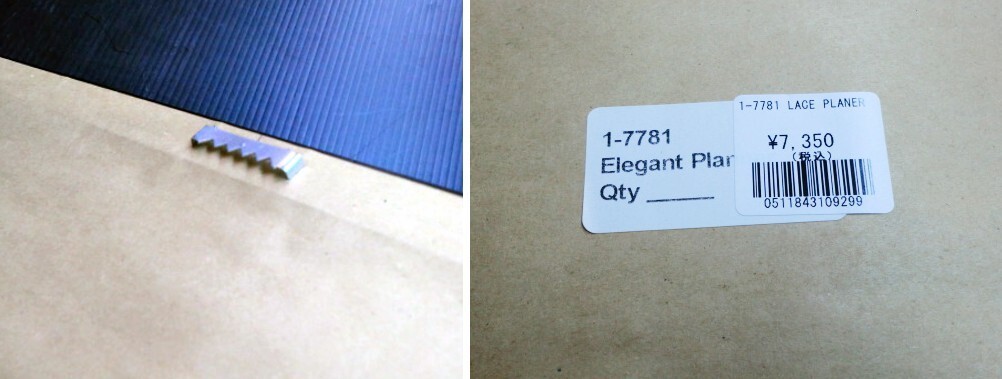 1-7781
Elegant Plan
Qty
1-7781 LACE PLANER
¥7,350
(税込)
0511843109299